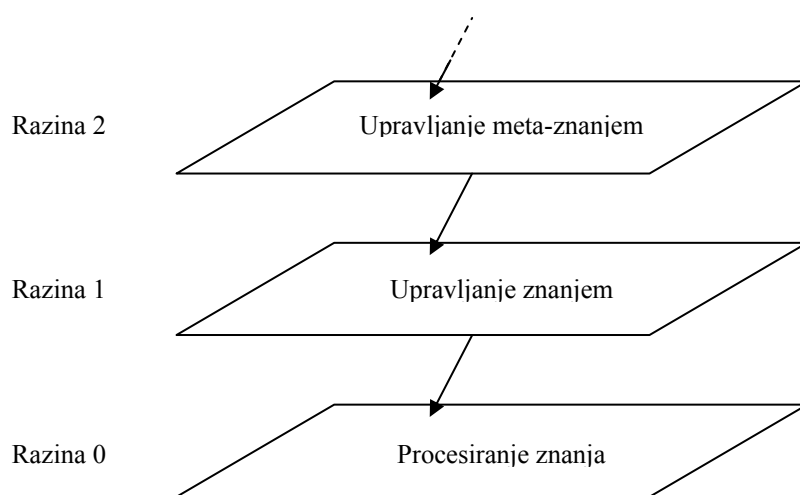 Razina 2 Upravljanje meta-znanjem
Razina 1 Upravljanje znanjem
Razina 0 Procesiranje znanja